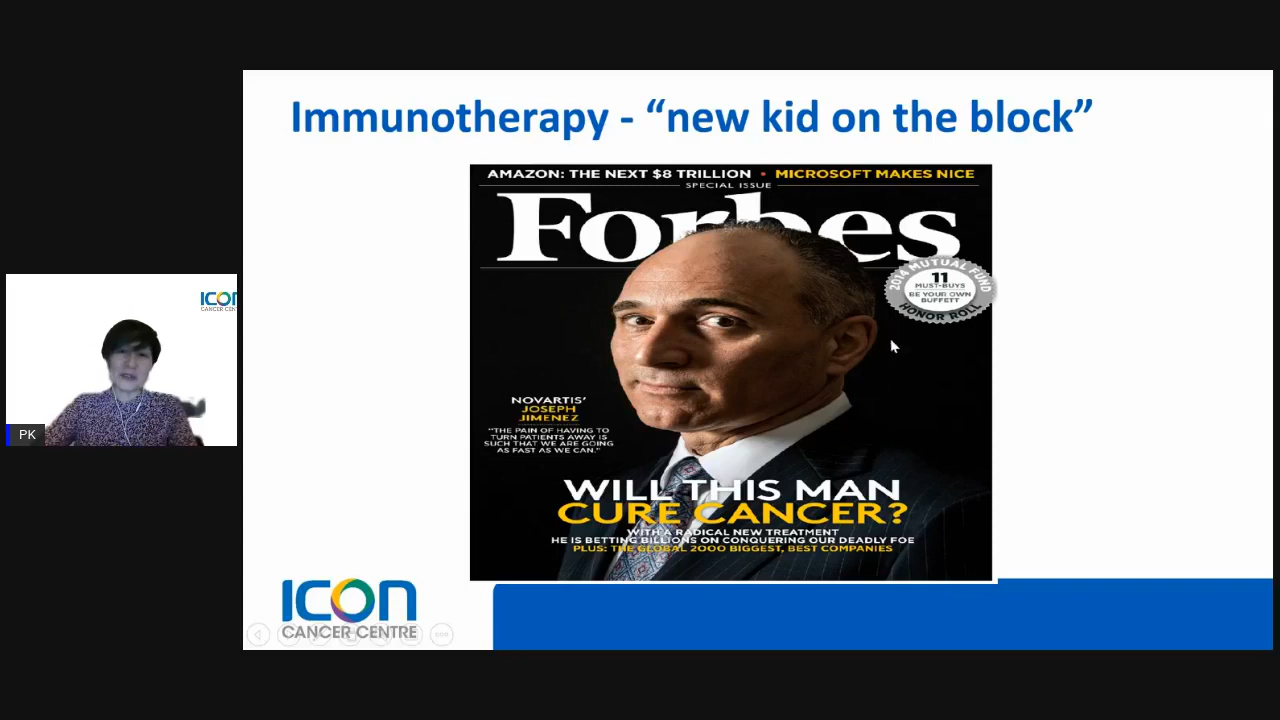 Immunotherapy - “new kid on the block”
AMAZON: THE NEXT $8 TRILLION • MICROSOFT MAKES NICE
SPECIAL ISSUE
Forbes
2014 MUTUAL FUND
11
MUST-BUYS
BE YOUR OWN
BUFFETT
HONOR ROLL
NOVARTIS’
JOSEPH
JIMENEZ
“THE PAIN OF HAVING TO
TURN PATIENTS AWAY IS
SUCH THAT WE ARE GOING
AS FAST AS WE CAN.”
WILL THIS MAN
CURE CANCER?
WITH A RADICAL NEW TREATMENT
HE IS BETTING BILLIONS ON CONQUERING OUR DEADLY FOE
PLUS: THE GLOBAL 2000 BIGGEST, BEST COMPANIES
ICON
CANCER CENTRE
ICON
CANCER CENT
PK